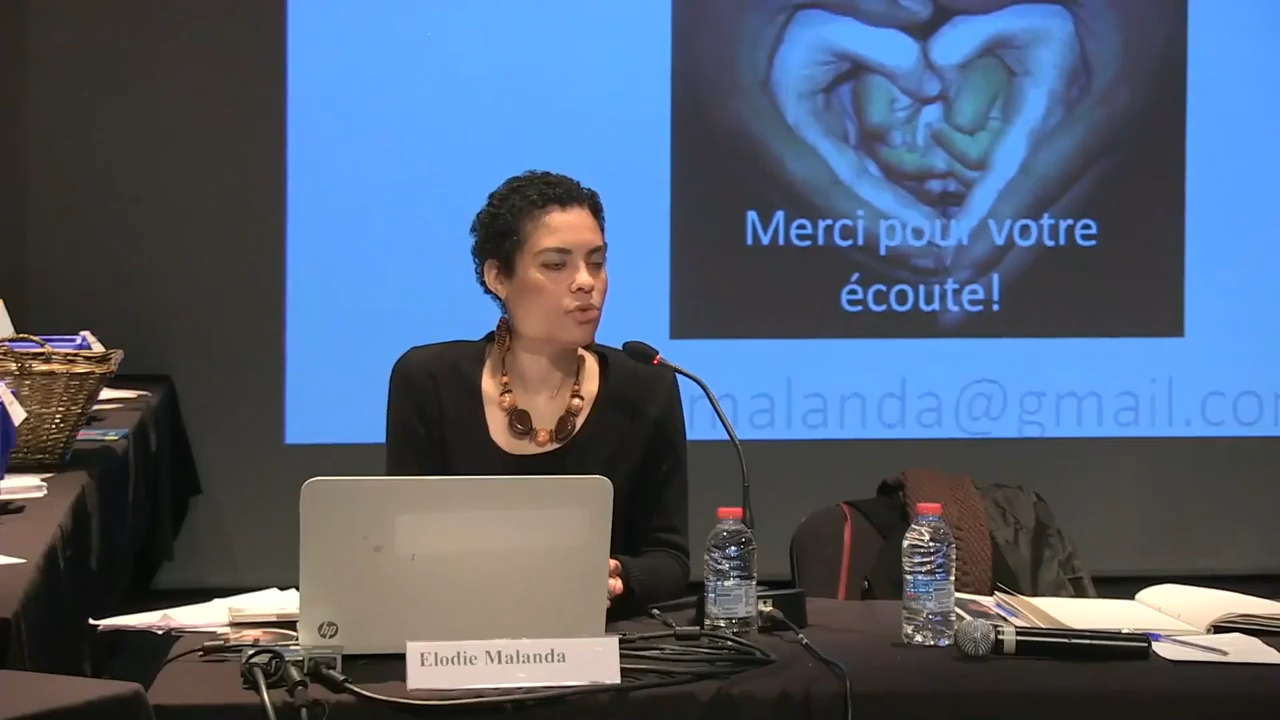 Merci pour votre
écoute!
malanda@gmail.co
hp
Elodie Malanda